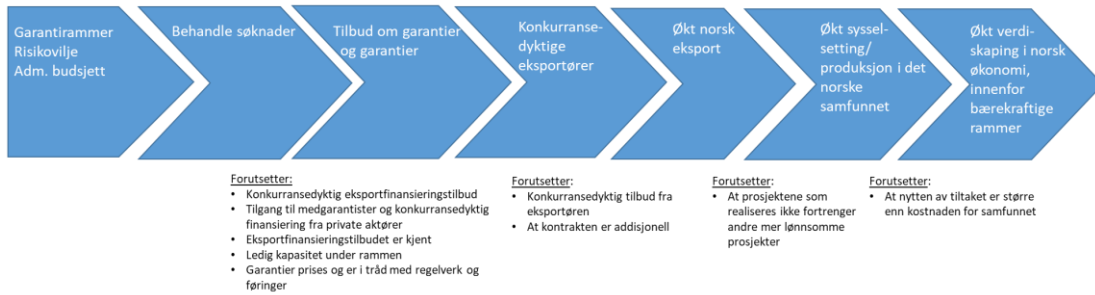 Garantirammer
Risikovilje
Adm. budsjett
Behandle søknader
Tilbud om garantier
og garantier
Konkurranse-
dyktige
eksportører
Økt norsk
eksport
Økt syssel-
setting/
produksjon i det
norske
samfunnet
Økt verdi-
skaping i norsk
økonomi,
innenfor
bærekraftige
rammer
Forutsetter:
• Konkurransedyktig eksportfinansieringstilbud
• Tilgang til medgarantister og konkurransedyktig
finansiering fra private aktører
• Eksportfinansieringstilbudet er kjent
• Ledig kapasitet under rammen
• Garantier prises og er i tråd med regelverk og
føringer
Forutsetter:
• Konkurransedyktig tilbud fra
eksportøren
• At kontrakten er addisjonell
Forutsetter:
• At prosjektene som
realiseres ikke fortrenger
andre mer lønnsomme
prosjekter
Forutsetter:
• At nytten av tiltaket er større
enn kostnaden for samfunnet